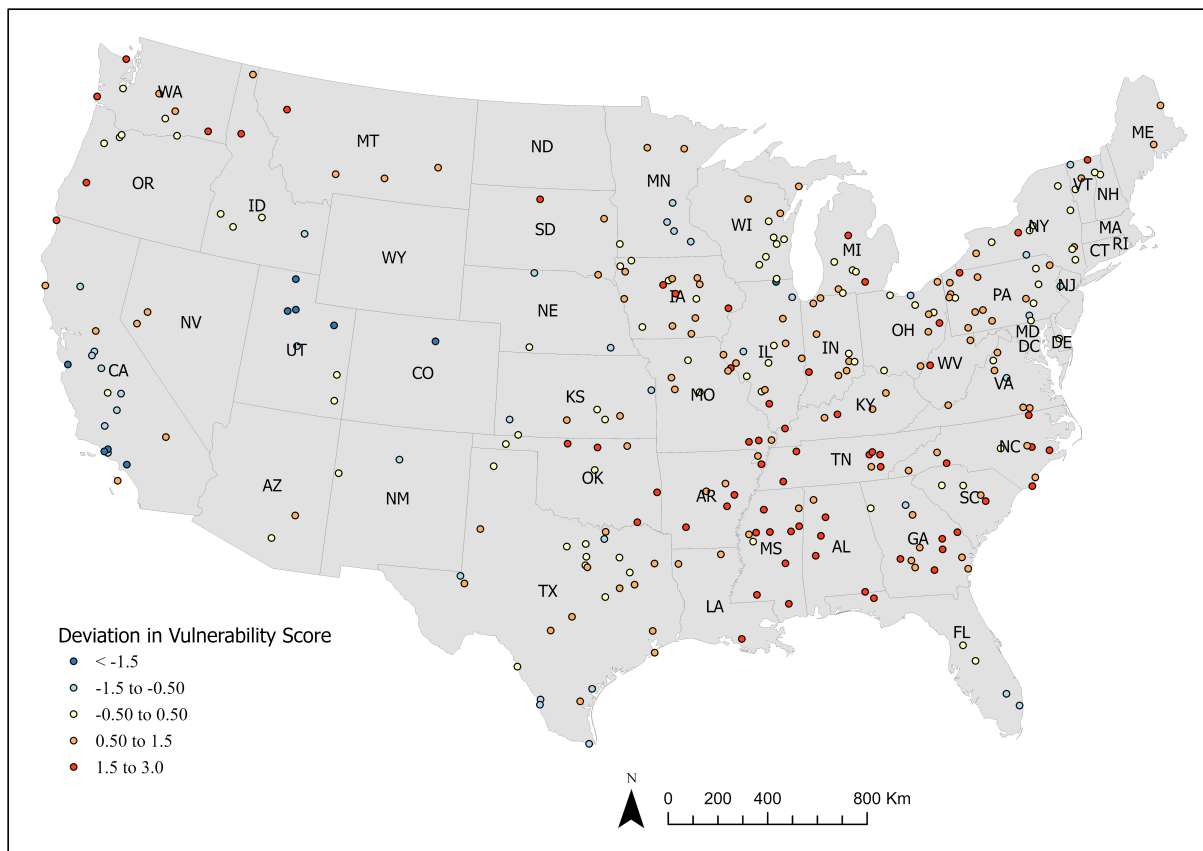 WA
MT
ND
ME
OR
ID
MN
VT
NH
SD
WI
NY
MA
MI
CT
RI
WY
IA
PA
NJ
NE
NV
OH
MD
DE
UT
IL
IN
DC
CA
CO
WV
VA
KS
MO
KY
NC
TN
AZ
NM
OK
AR
SC
MS
AL
GA
TX
LA
FL
Deviation in Vulnerability Score
< -1.5
-1.5 to -0.50
-0.50 to 0.50
0.50 to 1.5
1.5 to 3.0
N
0 200 400 800 Km